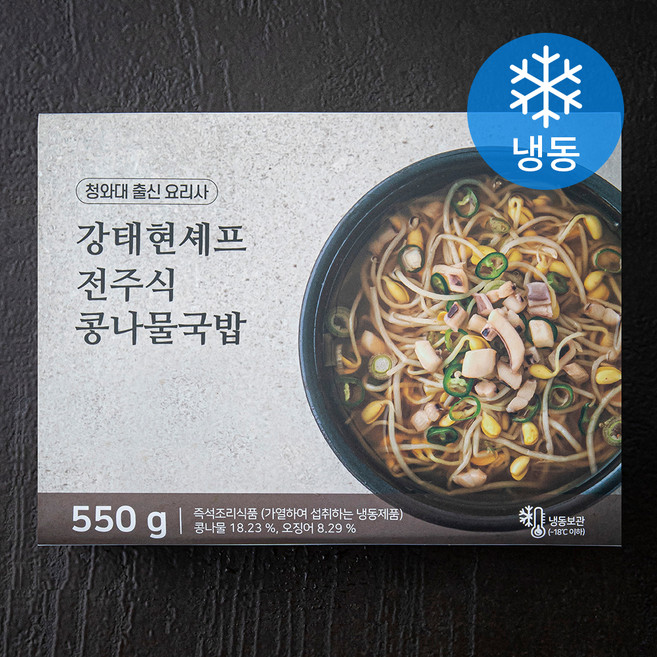 냉동
청와대 출신 요리사
강태현셰프
전주식
콩나물국밥
550 g
즉석조리식품 (가열하여 섭취하는 냉동제품)
콩나물 18.23 %, 오징어 8.29 %
냉동보관
(-18℃ 이하)